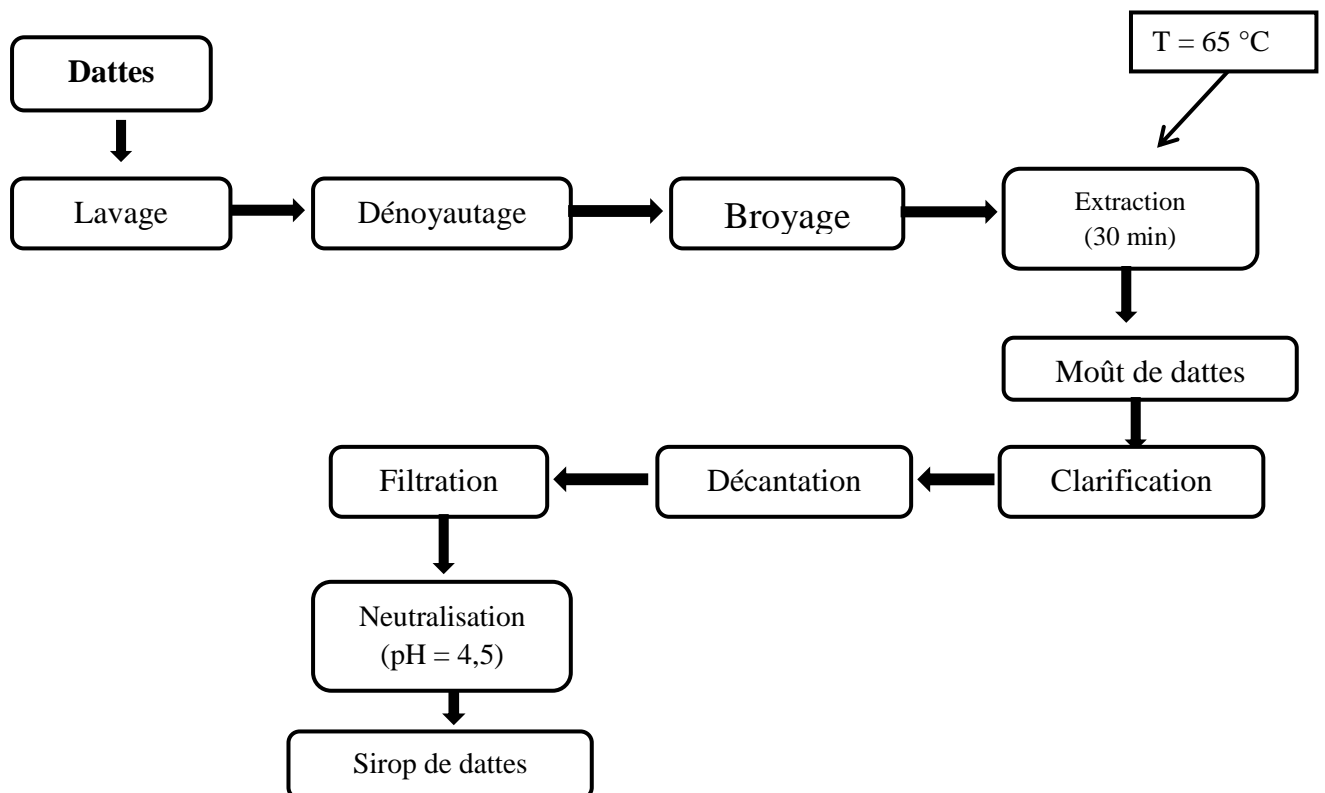 T = 65 °C
Dattes
Lavage
Dénoyautage
Broyage
Extraction
(30 min)
Moût de dattes
Clarification
Décantation
Filtration
Neutralisation
(pH = 4,5)
Sirop de dattes